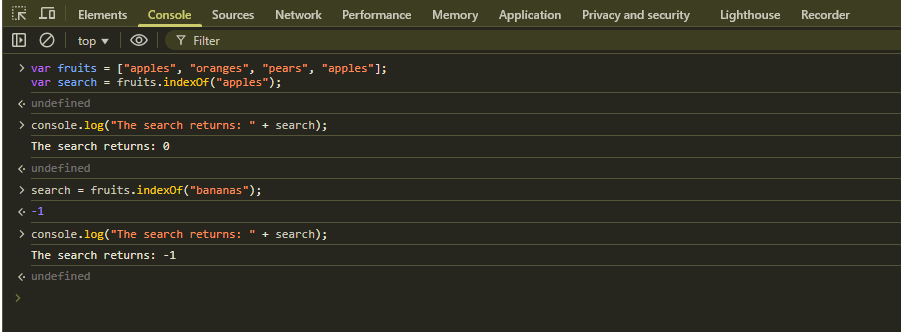 Elements Console Sources Network Performance Memory Application Privacy and security Lighthouse Recorder
top Filter
var fruits = ["apples", "oranges", "pears", "apples"];
var search = fruits.indexOf("apples");
undefined
console.log("The search returns: " + search);
The search returns: 0
undefined
search = fruits.indexOf("bananas");
-1
console.log("The search returns: " + search);
The search returns: -1
undefined